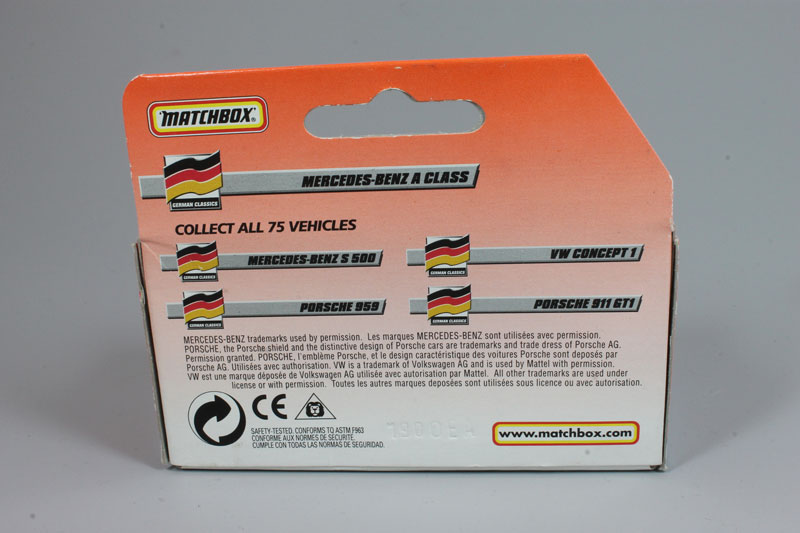 MATCHBOX®
GERMAN CLASSICS
MERCEDES-BENZ A CLASS
COLLECT ALL 75 VEHICLES
GERMAN CLASSICS
MERCEDES-BENZ S 500
GERMAN CLASSICS
VW CONCEPT 1
GERMAN CLASSICS
PORSCHE 959
GERMAN CLASSICS
PORSCHE 911 GT1
MERCEDES-BENZ trademarks used by permission. Les marques MERCEDES-BENZ sont utilisées avec permission.
PORSCHE, the Porsche shield and the distinctive design of Porsche cars are trademarks and trade dress of Porsche AG.
Permission granted. PORSCHE, l'emblème Porsche, et le design caractéristique des voitures Porsche sont deposés par
Porsche AG. Utilisées avec autorisation. VW is a trademark of Volkswagen AG and is used by Mattel with permission.
VW est une marque déposée de Volkswagen AG utilisée avec autorisation par Mattel. All other trademarks are used under
license or with permission. Toutes les autres marques deposées sont utilisées sous licence ou avec autorisation.
CE
SAFETY-TESTED. CONFORMS TO ASTM F963
CONFORME AUX NORMES DE SÉCURITÉ.
CUMPLE CON TODAS LAS NORMAS DE SEGURIDAD.
www.matchbox.com